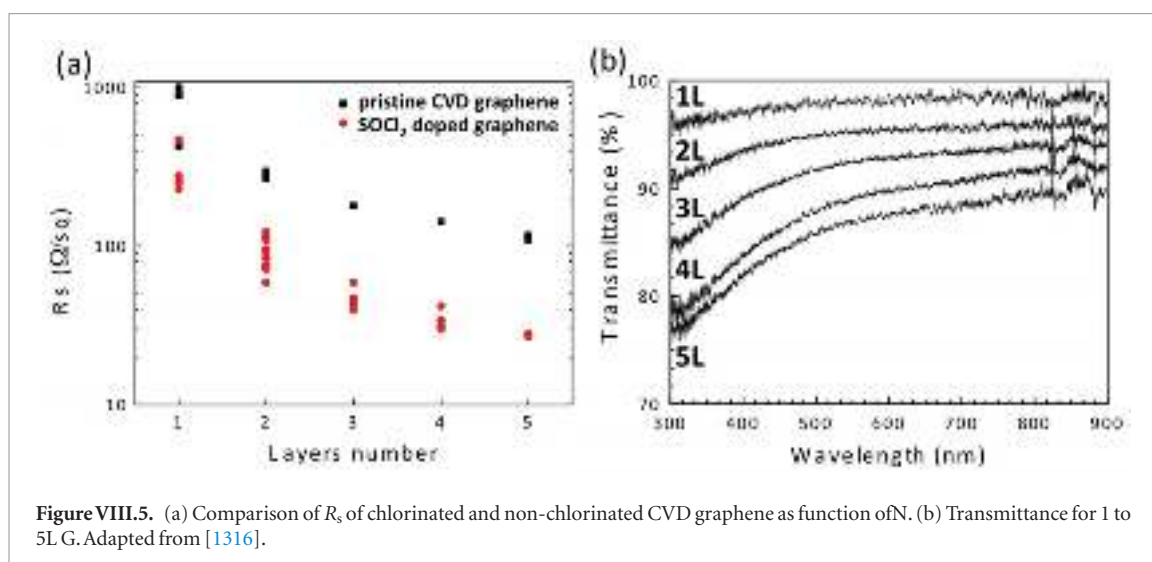 (a)
1000
100
10
Rs (Ω/sq)
pristine CVD graphene
SOCl2 doped graphene
1 2 3 4 5
Layers number
(b)
100
90
80
70
Transmittance (%)
1L
2L
3L
4L
5L
300 400 500 600 700 800 900
Wavelength (nm)
Figure VIII.5. (a) Comparison of Rs of chlorinated and non-chlorinated CVD graphene as function ofN. (b) Transmittance for 1 to
5L G. Adapted from [1316].